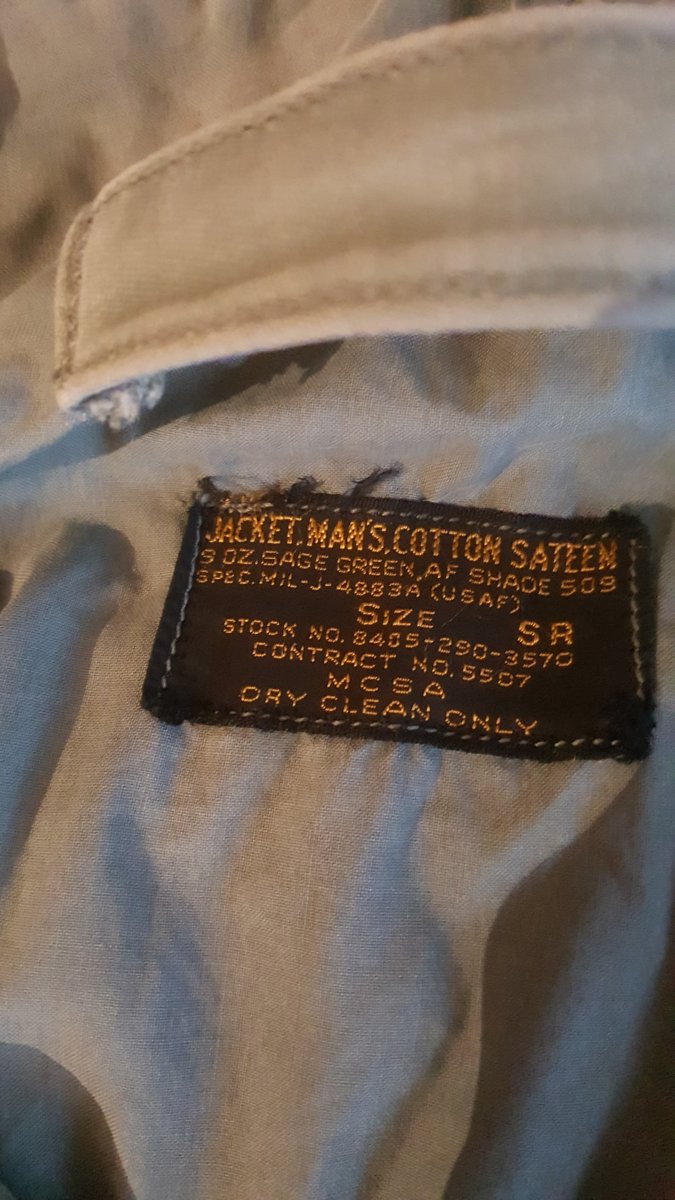 JACKET, MAN'S, COTTON SATEEN
9 OZ. SAGE GREEN, AF SHADE 509
SPEC. MIL-J-4883A (USAF)
SIZE SR
STOCK NO. 8405-290-3570
CONTRACT NO. 5507
MCSA
DRY CLEAN ONLY